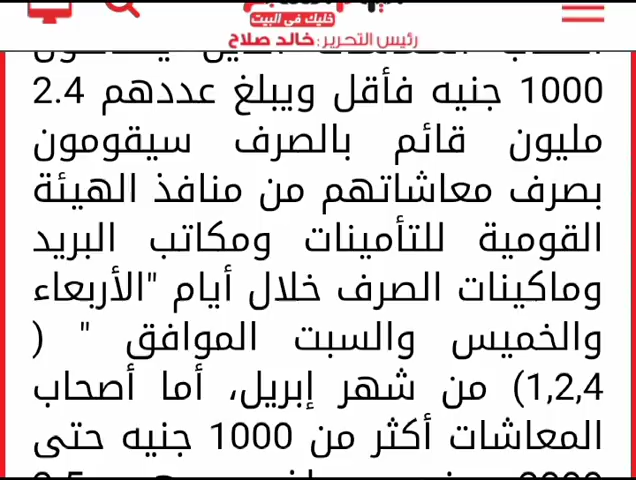 خليك في البيت
رئيس التحرير: خالد صلاح
1000 جنيه فأقل ويبلغ عددهم 2.4
مليون قائم بالصرف سيقومون
بصرف معاشاتهم من منافذ الهيئة
القومية للتأمينات ومكاتب البريد
وماكينات الصرف خلال أيام "الأربعاء
والخميس والسبت الموافق " (
1,2,4) من شهر إبريل، أما أصحاب
المعاشات أكثر من 1000 جنيه حتى